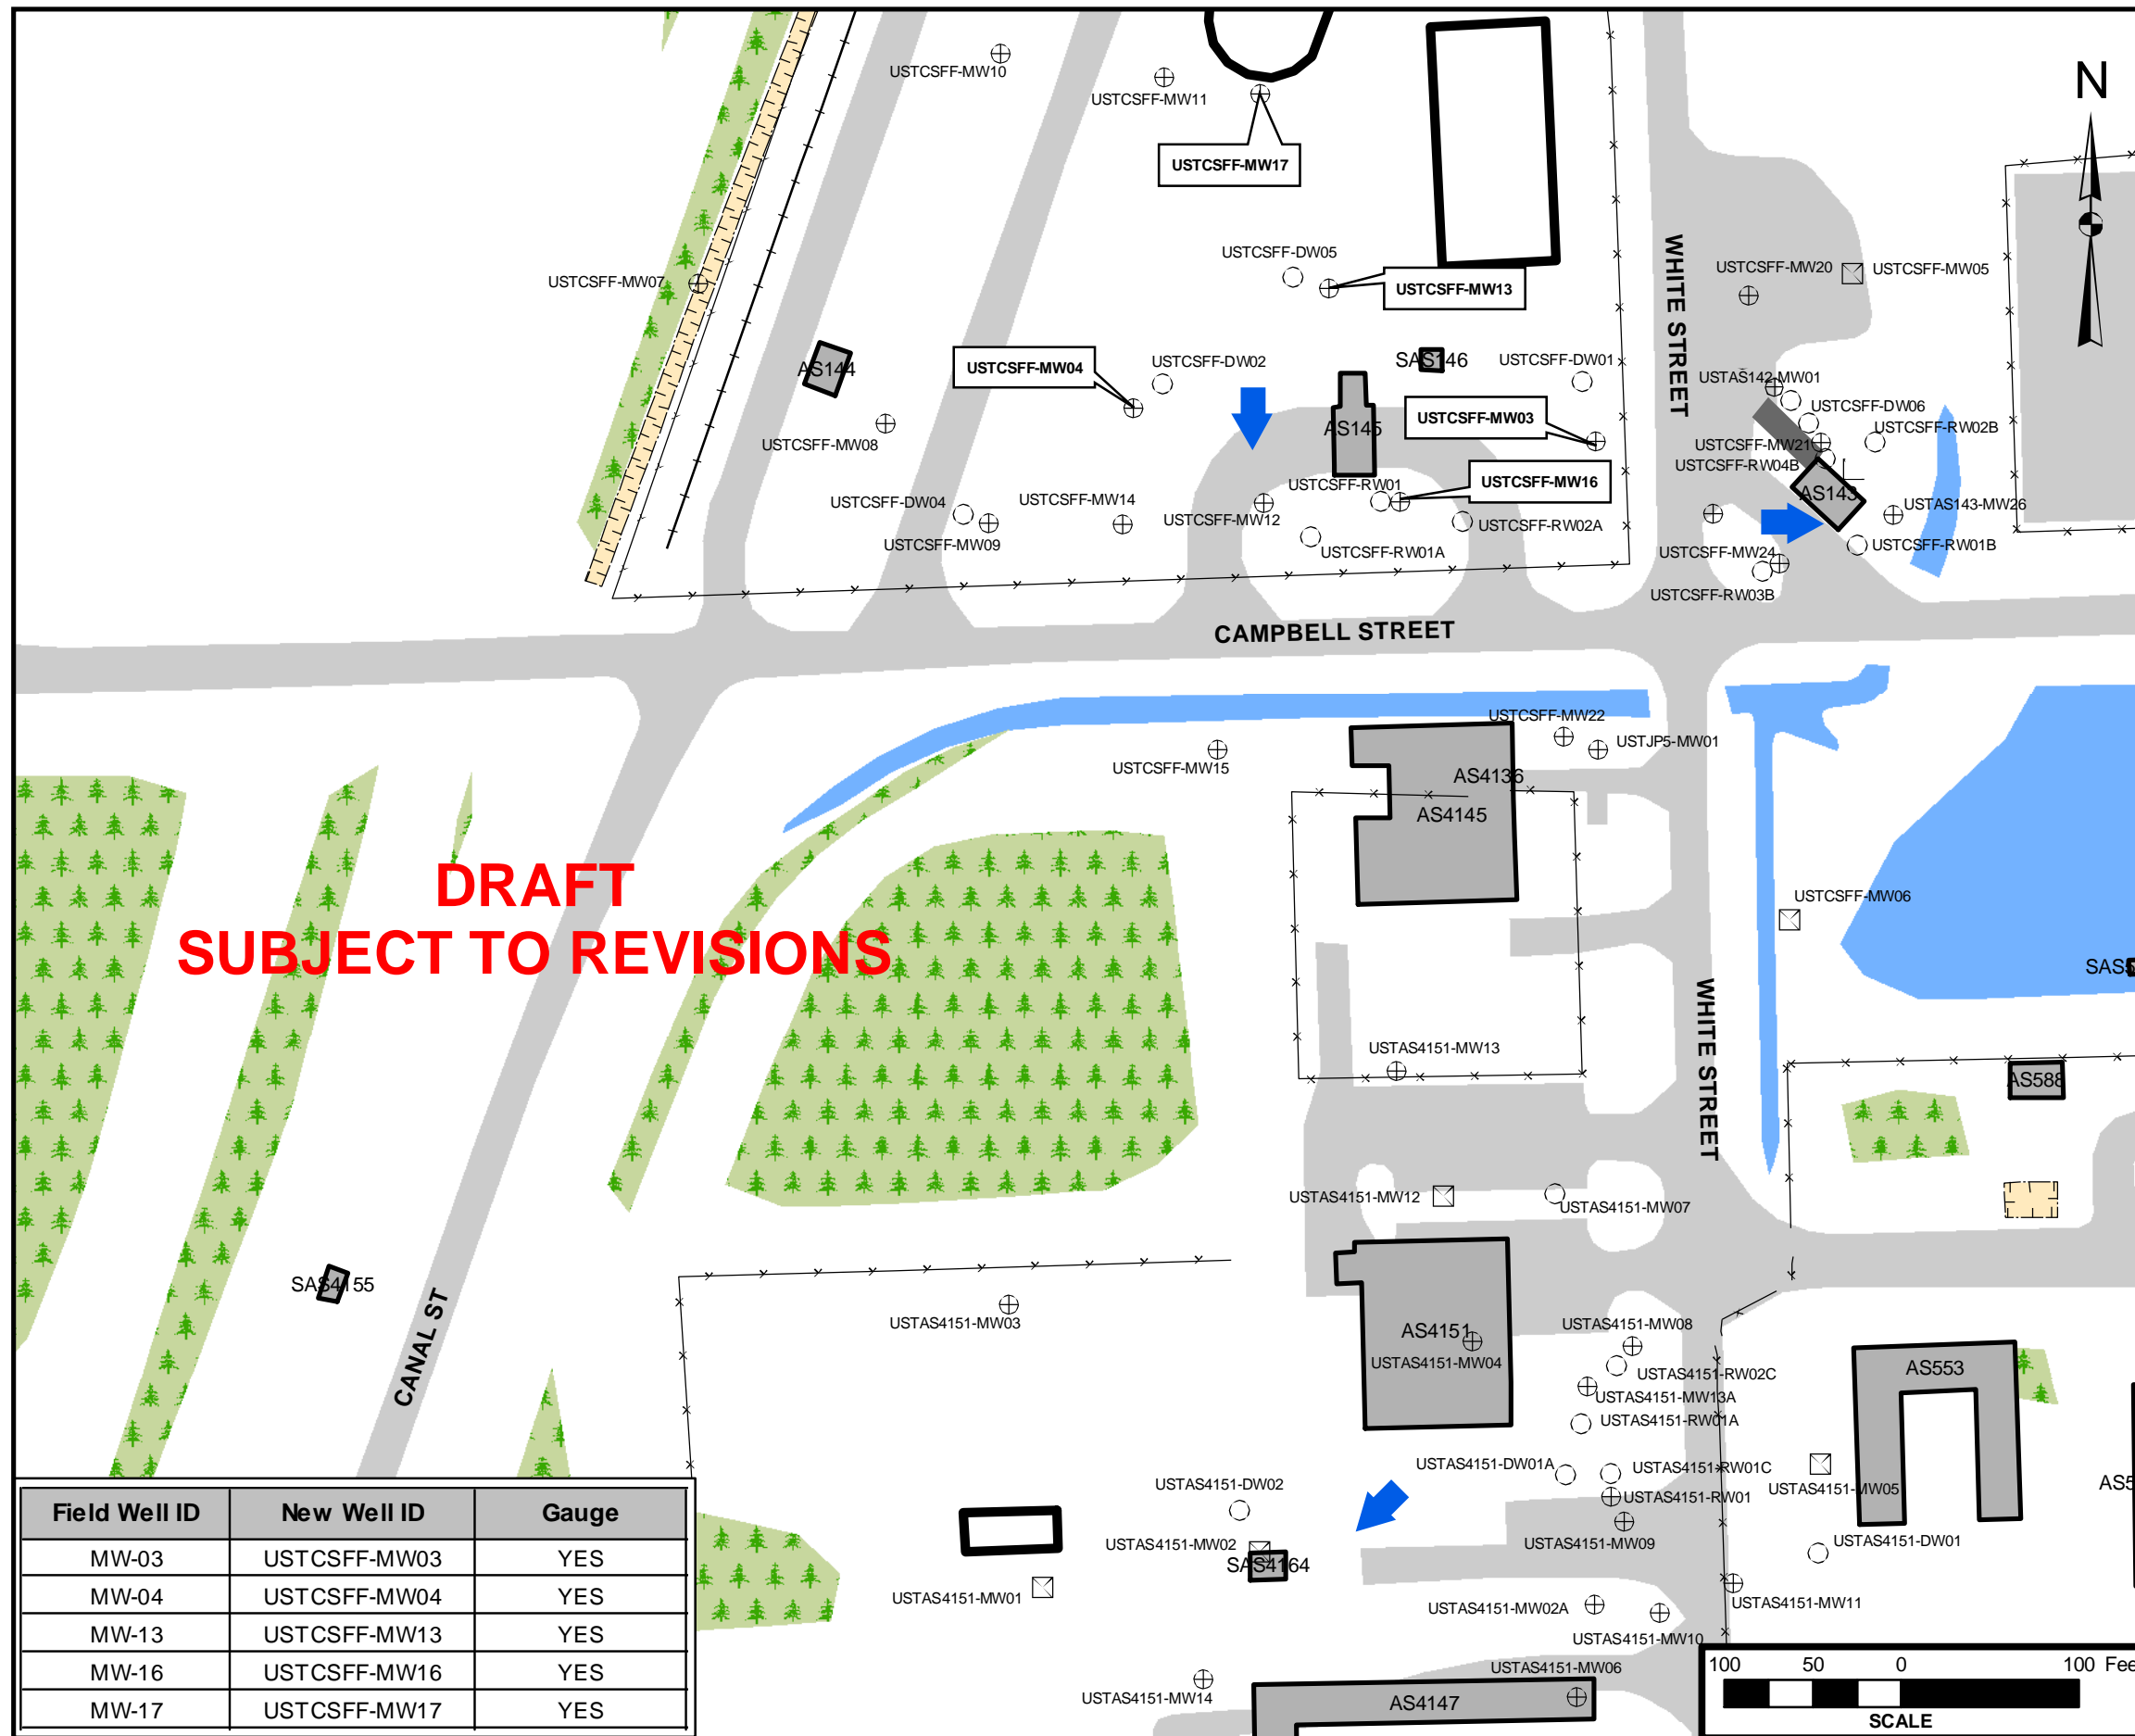 USTCSFF-MW10
USTCSFF-MW11
N
USTCSFF-MW17
WHITE STREET
USTCSFF-DW05
USTCSFF-MW20
USTCSFF-MW05
USTCSFF-MW07
USTCSFF-MW13
AS144
USTCSFF-MW04
USTCSFF-DW02
SAS146
USTCSFF-DW01
USTAS142-MW01
USTCSFF-DW06
USTCSFF-MW03
AS145
USTCSFF-MW08
USTCSFF-MW21
USTCSFF-RW02B
USTCSFF-RW04B
USTCSFF-RW01
USTCSFF-MW16
AS143
USTCSFF-DW04
USTCSFF-MW14
USTCSFF-MW12
USTCSFF-RW02A
USTAS143-MW26
USTCSFF-MW09
USTCSFF-RW01A
USTCSFF-MW24
USTCSFF-RW01B
USTCSFF-RW03B
CAMPBELL STREET
USTCSFF-MW22
USTJP5-MW01
USTCSFF-MW15
AS4136
AS4145
DRAFT
SUBJECT TO REVISIONS
USTCSFF-MW06
WHITE STREET
USTAS4151-MW13
AS588
USTAS4151-MW12
USTAS4151-MW07
SAS4155
CANAL ST
USTAS4151-MW03
AS4151
USTAS4151-MW08
USTAS4151-MW04
AS553
USTAS4151-RW02C
USTAS4151-MW13A
USTAS4151-RW01A
USTAS4151-DW01A
USTAS4151-RW01C
USTAS4151-DW02
USTAS4151-MW05
USTAS4151-RW01
USTAS4151-MW02
USTAS4151-MW09
USTAS4151-DW01
SAS4164
USTAS4151-MW01
USTAS4151-MW02A
USTAS4151-MW11
USTAS4151-MW10
USTAS4151-MW06
USTAS4151-MW14
AS4147
Field Well ID New Well ID Gauge
MW-03 USTCSFF-MW03 YES
MW-04 USTCSFF-MW04 YES
MW-13 USTCSFF-MW13 YES
MW-16 USTCSFF-MW16 YES
MW-17 USTCSFF-MW17 YES
100 50 0 100
SCALE